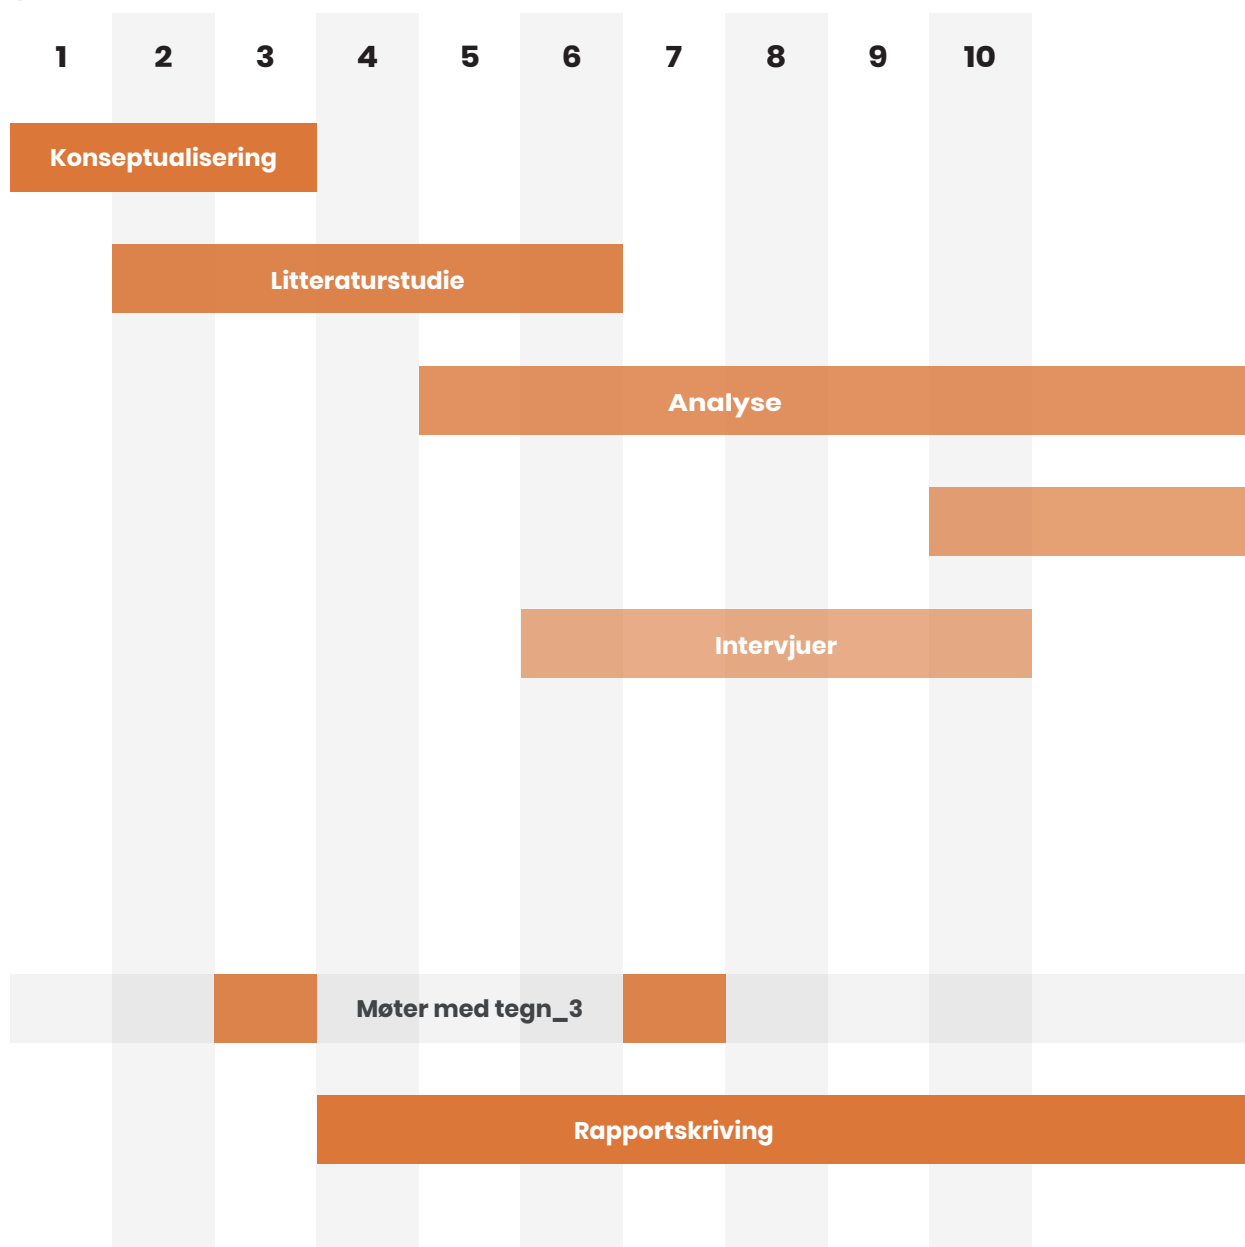 1 2 3 4 5 6 7 8 9 10
Konseptualisering
Litteraturstudie
Analyse
Intervjuer
Møter med tegn_3
Rapportskriving